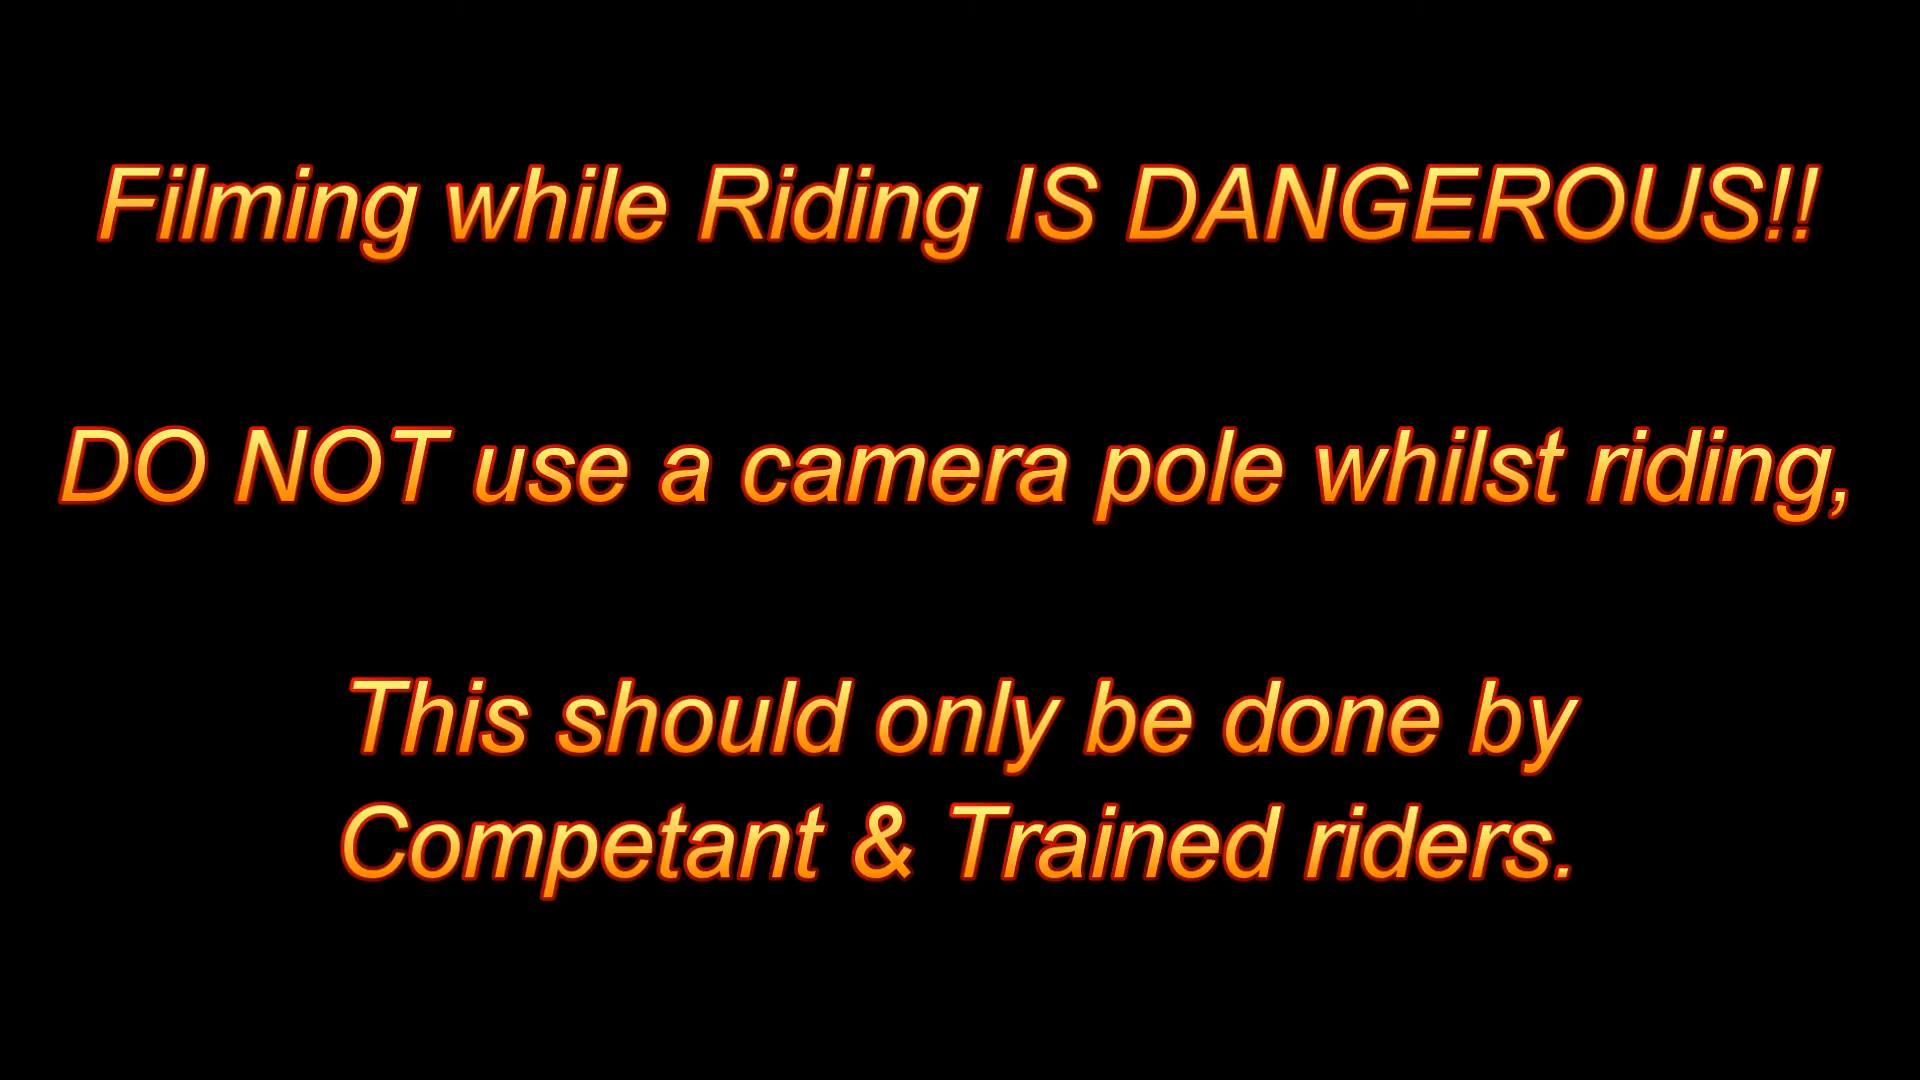 Filming while Riding IS DANGEROUS!!
DO NOT use a camera pole whilst riding,
This should only be done by
Competant & Trained riders.